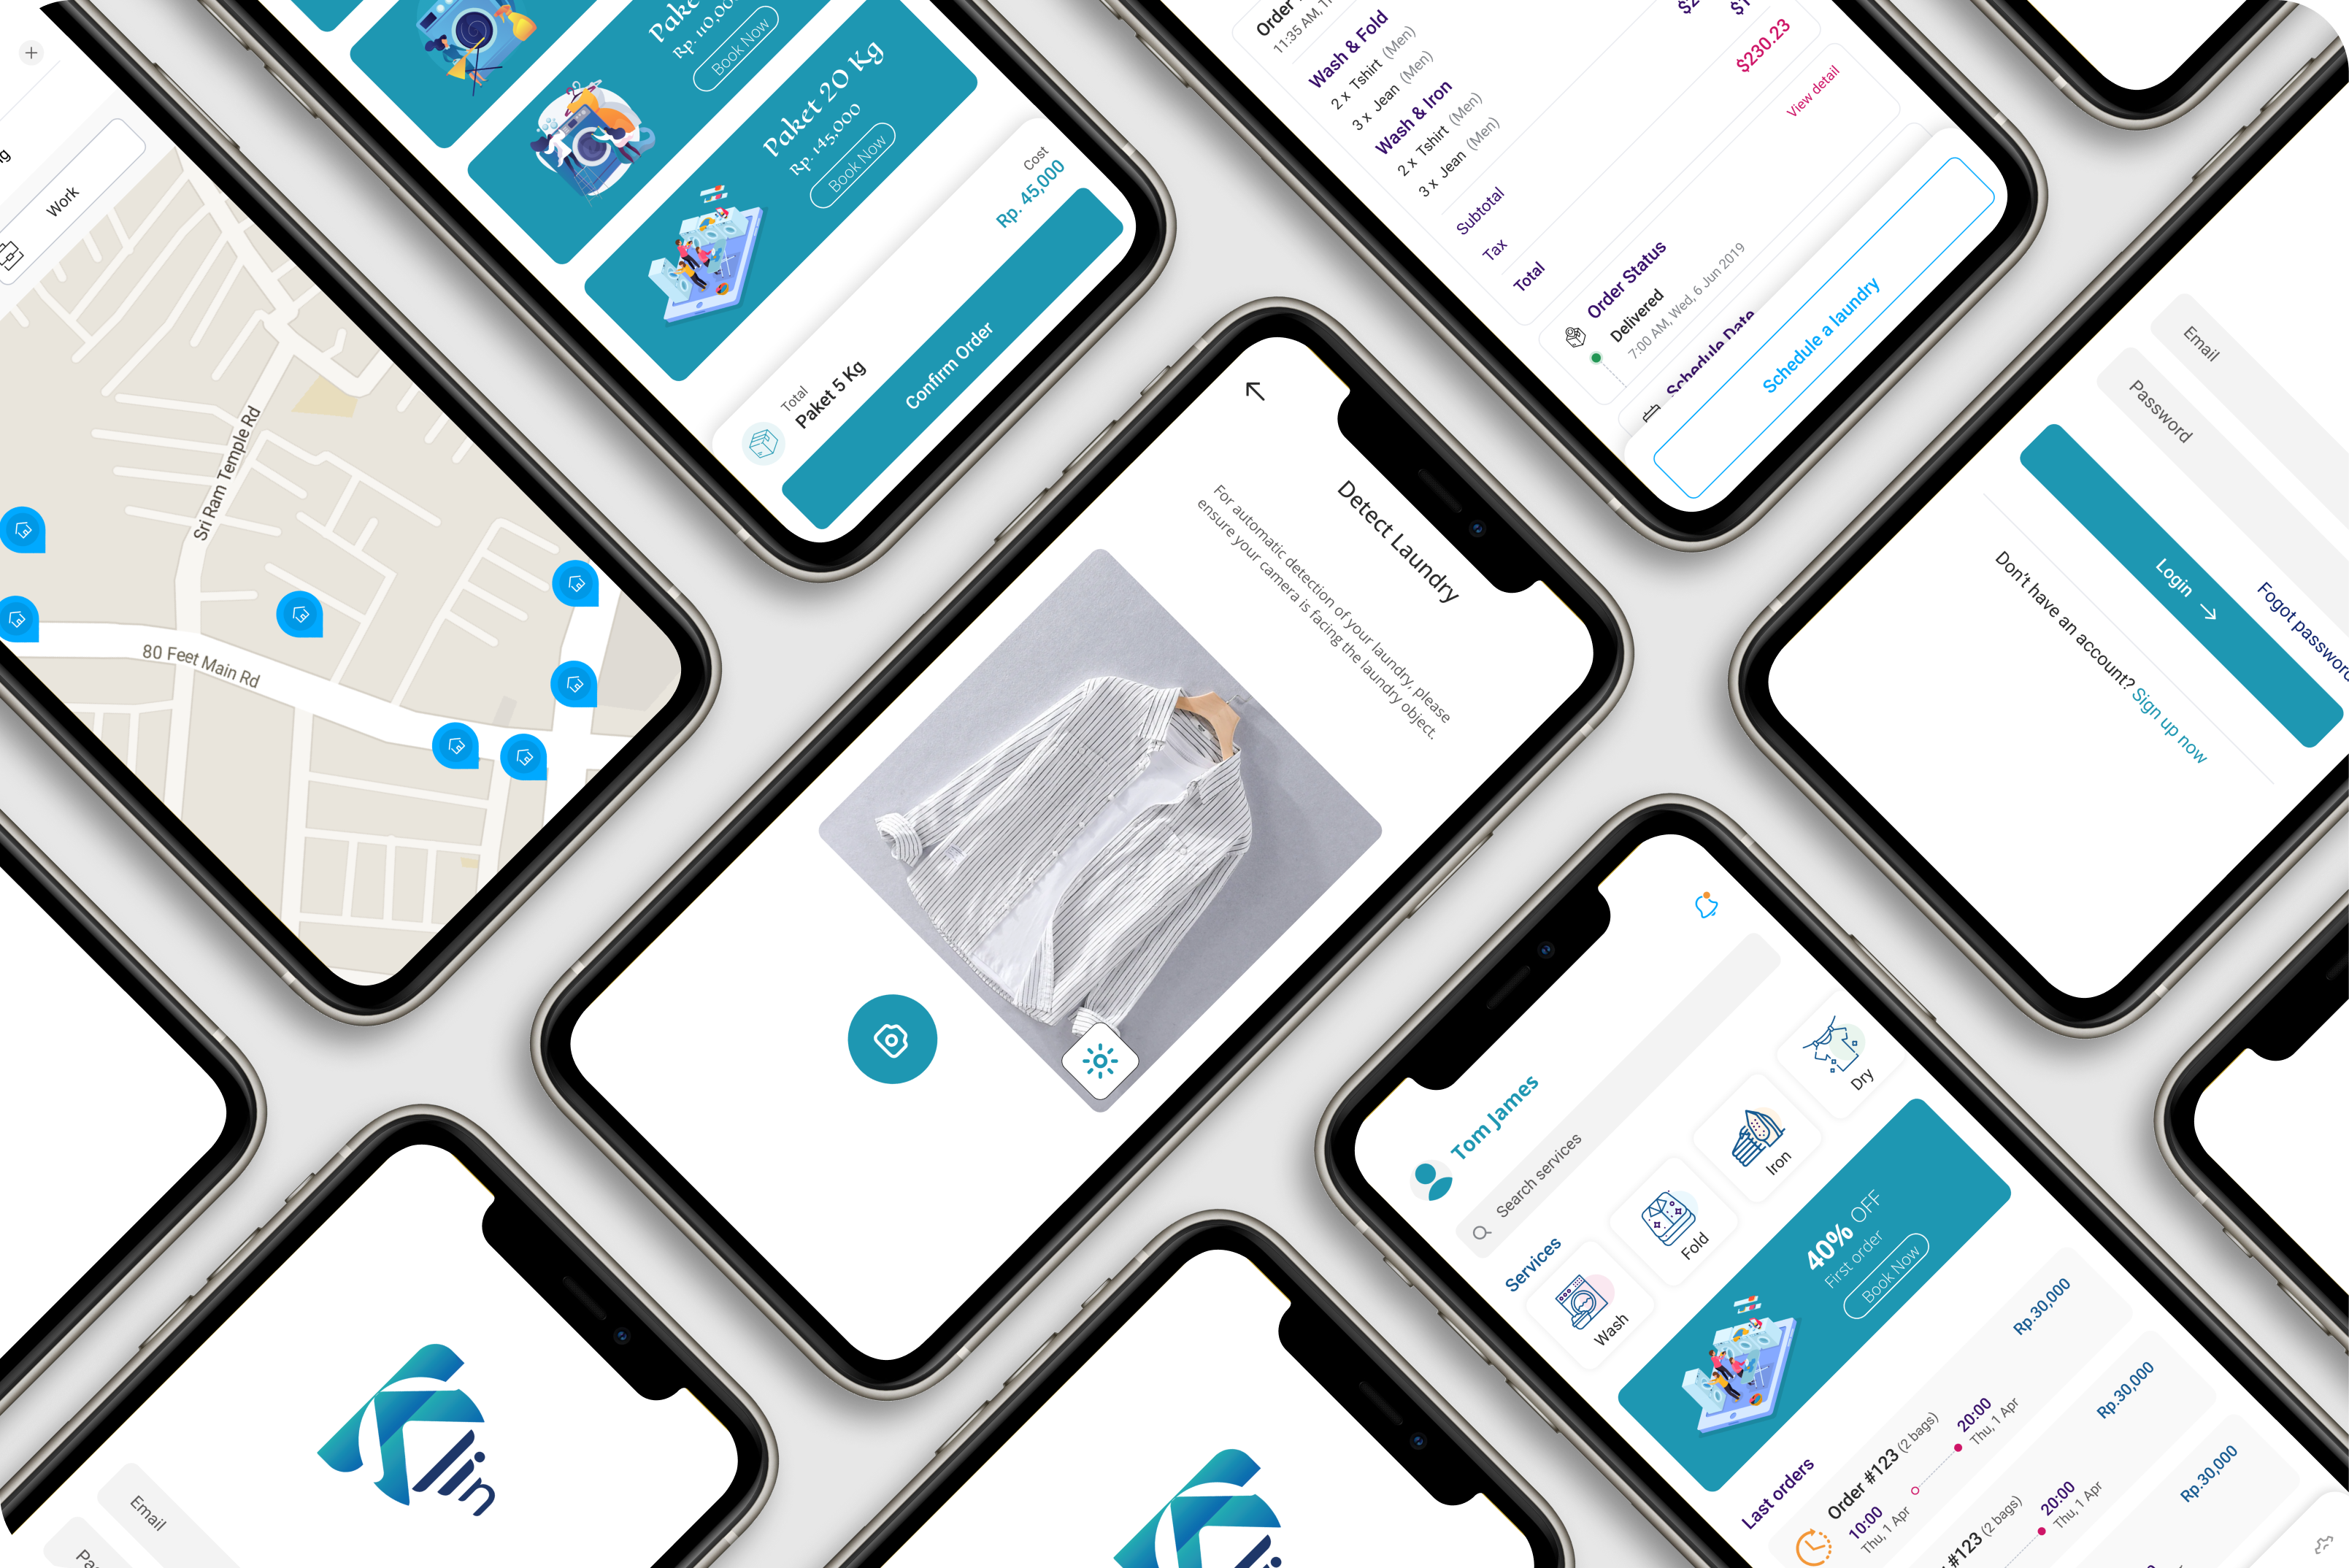 Work
Sri Ram Temple Rd
80 Feet Main Rd
Rp. 110,000
Book Now
Paket 20 Kg
Rp. 145,000
Book Now
Total
Paket 5 Kg
Cost
Rp. 45,000
Confirm Order
Order
Wash & Fold
2 x Tshirt (Men)
3 x Jean (Men)
Wash & Iron
2 x Tshirt (Men)
3 x Jean (Men)
Subtotal
Tax
Total
$230.23
View detail
Order Status
Delivered
7:00 AM, Wed, 6 Jun 2019
Schedule Date
Schedule a laundry
Detect Laundry
For automatic detection of your laundry, please
ensure your camera is facing the laundry object.
Email
Password
Fogot password
Login
Don't have an account? Sign up now
Tom James
Search services
Services
Wash
Fold
Iron
Dry
40% OFF
First order
Book Now
Last orders
Order #123 (2 bags)
Rp.30,000
10:00
Thu, 1 Apr
20:00
Thu, 1 Apr
#123 (2 bags)
Rp.30,000
20:00
Thu, 1 Apr
Rp.30,000
Klin
Email